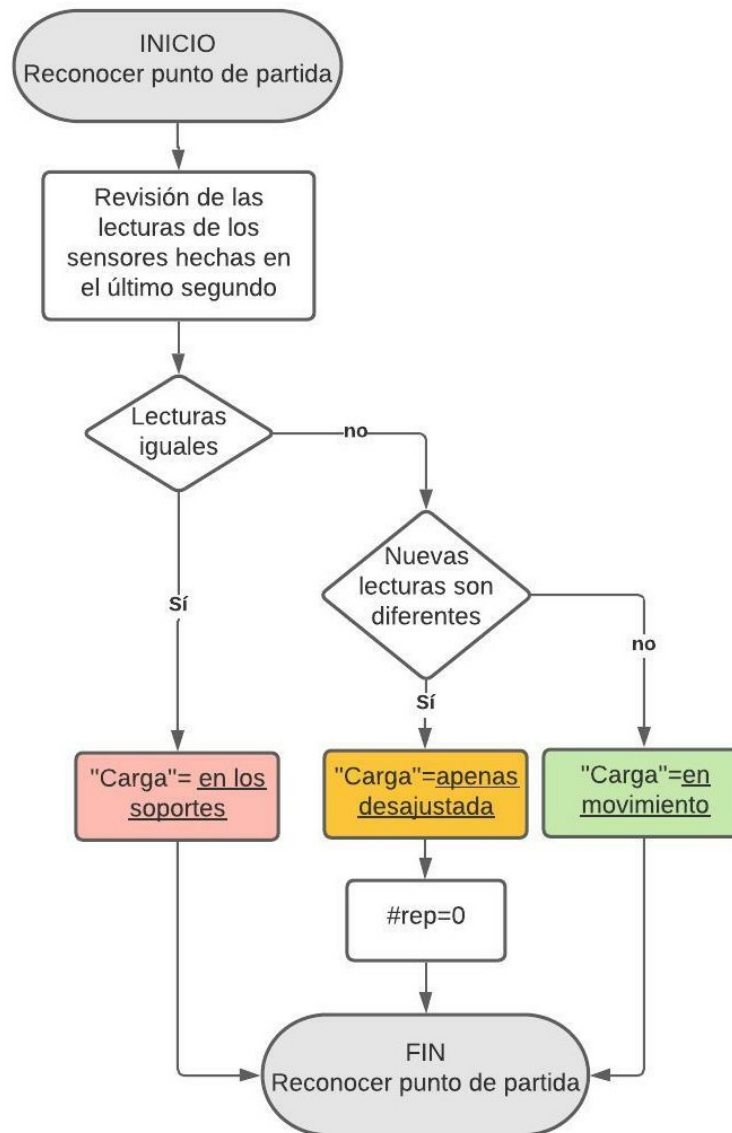 INICIO
Reconocer punto de partida
Revisión de las
lecturas de los
sensores hechas en
el último segundo
Lecturas
iguales
no
Nuevas
lecturas son
diferentes
Sí
no
Sí
"Carga"= en los
soportes
"Carga"=apenas
desajustada
"Carga"=en
movimiento
#rep=0
FIN
Reconocer punto de partida